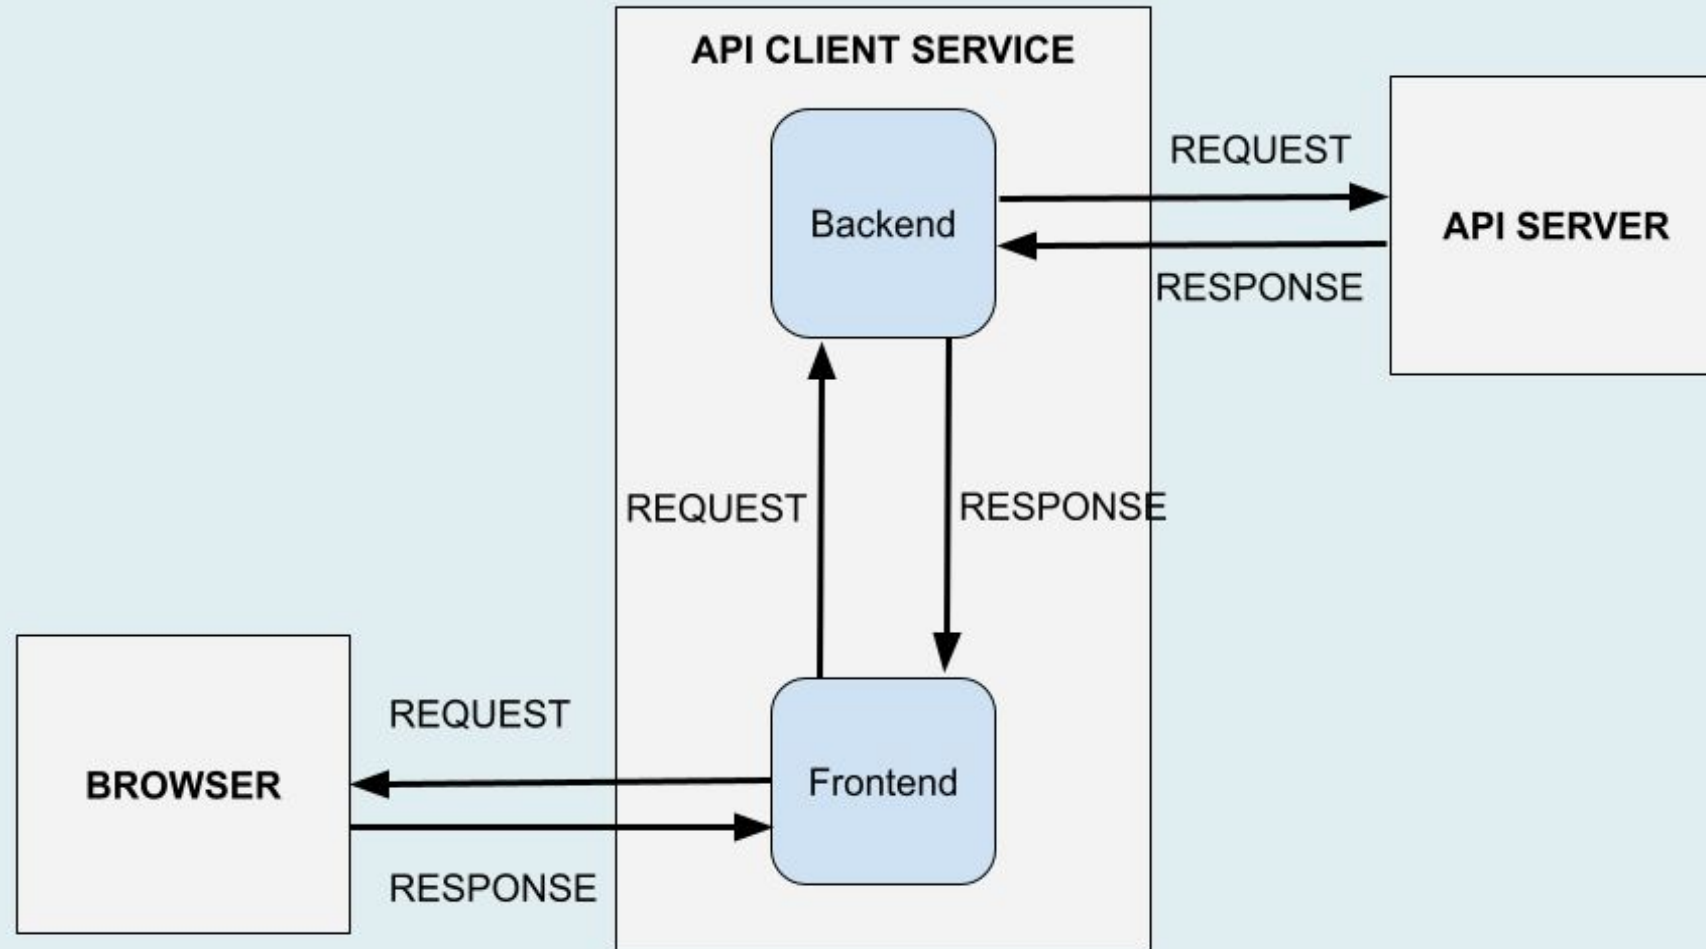 API CLIENT SERVICE
Backend
REQUEST
RESPONSE
API SERVER
REQUEST
RESPONSE
BROWSER
REQUEST
RESPONSE
Frontend